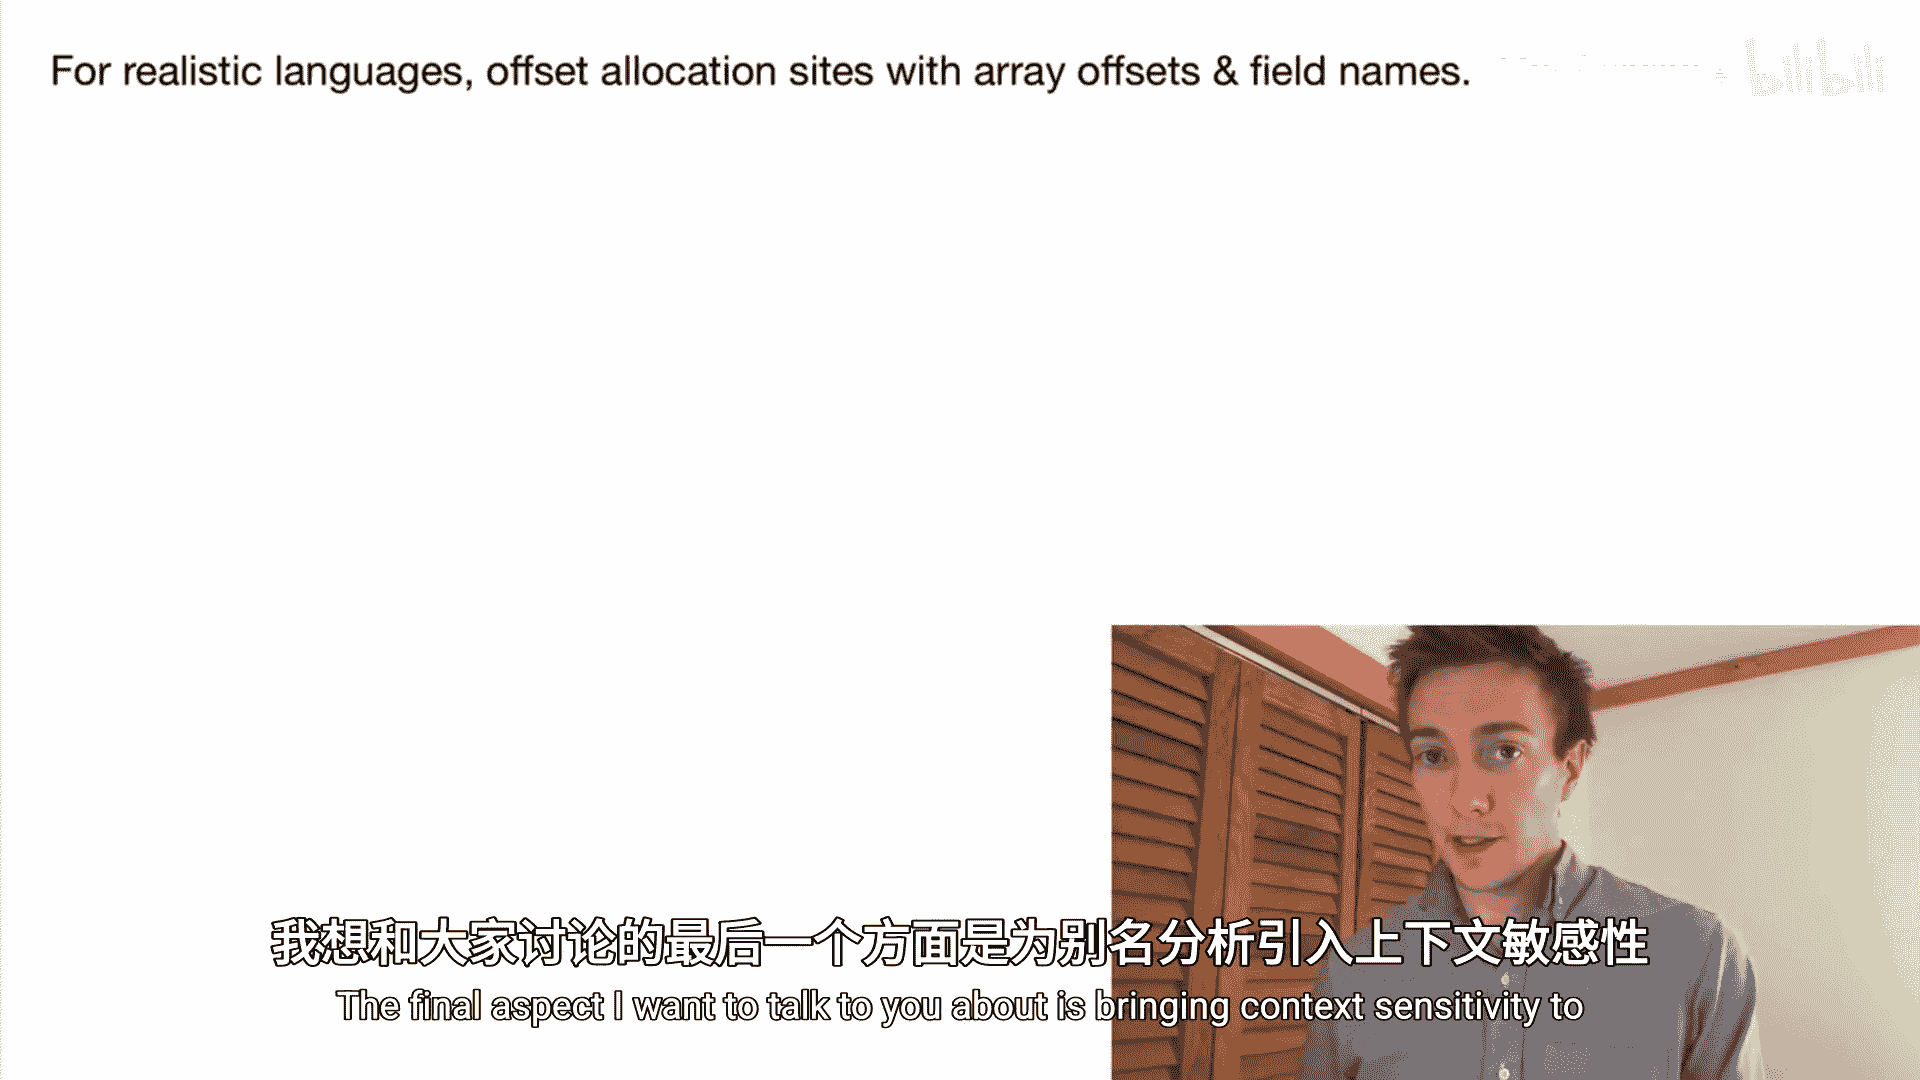 For realistic languages, offset allocation sites with array offsets & field names.
bilibili
我想和大家讨论的最后一个方面是为别名分析引入上下文敏感性
The final aspect I want to talk to you about is bringing context sensitivity to